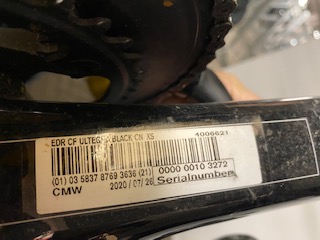 EDR CF ULTEGRA BLACK CN XS 4006621
(01) 03 5837 8769 3636 (21) 0000 0010 3272
CMW 2020 / 07 / 26 Serialnumber